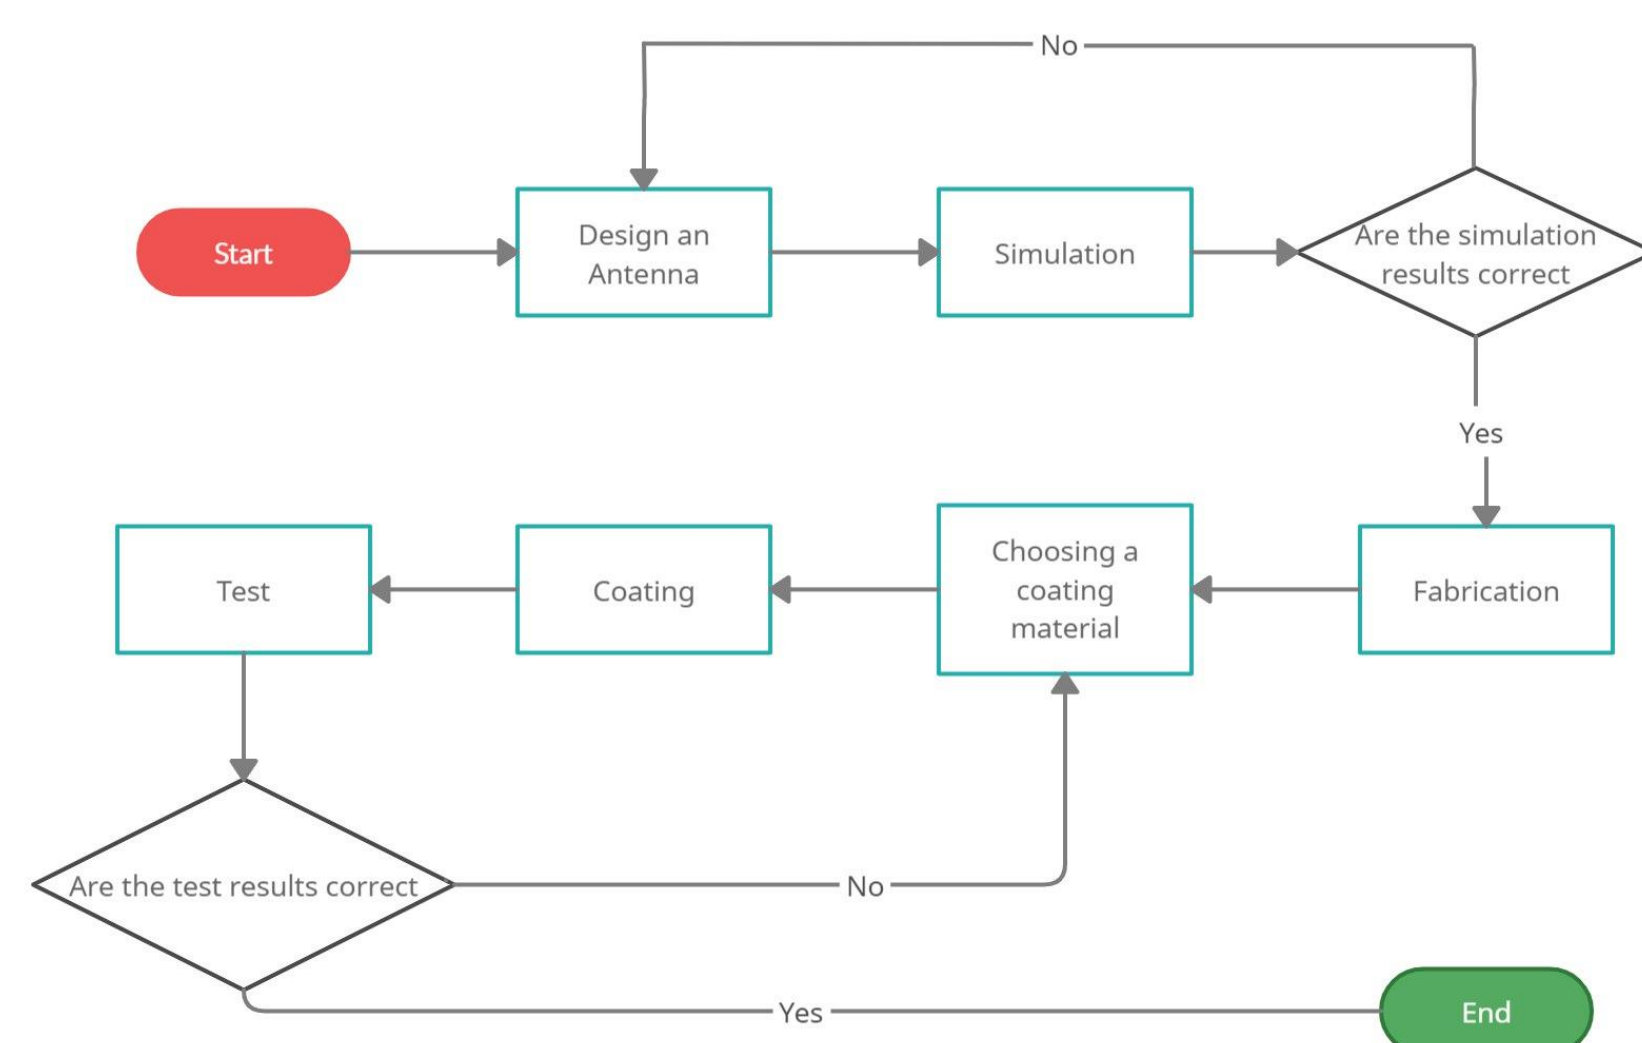 No
Start
Design an
Antenna
Simulation
Are the simulation
results correct
Yes
Test
Coating
Choosing a
coating
material
Fabrication
Are the test results correct
No
Yes
End